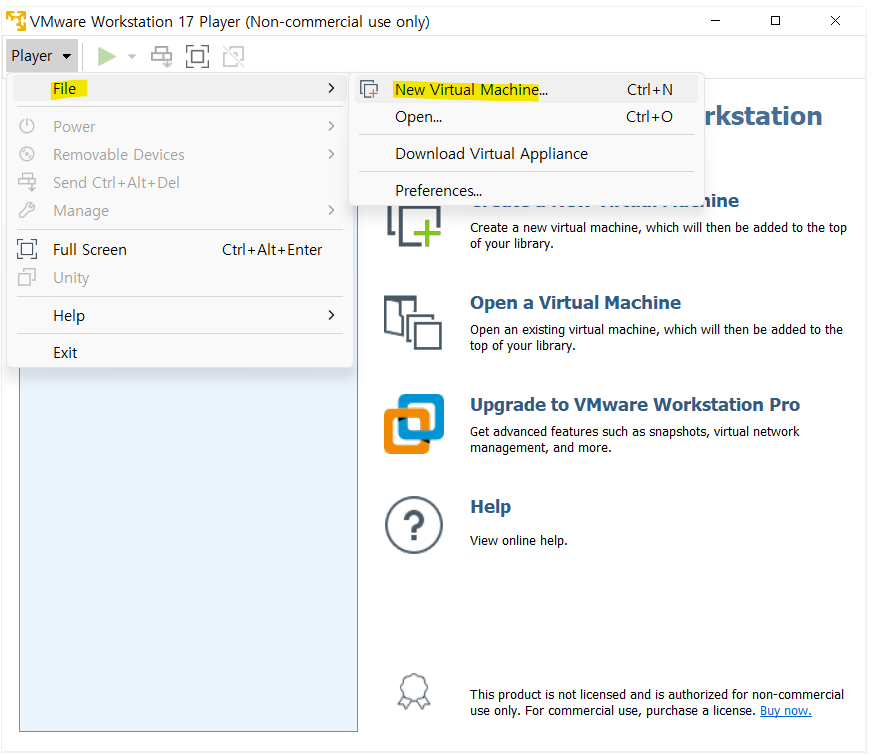 VMware Workstation 17 Player (Non-commercial use only)
Player
File
Power
Removable Devices
Send Ctrl+Alt+Del
Manage
Full Screen Ctrl+Alt+Enter
Unity
Help
Exit
New Virtual Machine... Ctrl+N
Open... Ctrl+O
Download Virtual Appliance
Preferences...
rkstation
Create a New Virtual Machine
Create a new virtual machine, which will then be added to the top
of your library.
Open a Virtual Machine
Open an existing virtual machine, which will then be added to the
top of your library.
Upgrade to VMware Workstation Pro
Get advanced features such as snapshots, virtual network
management, and more.
Help
View online help.
This product is not licensed and is authorized for non-commercial
use only. For commercial use, purchase a license. Buy now.